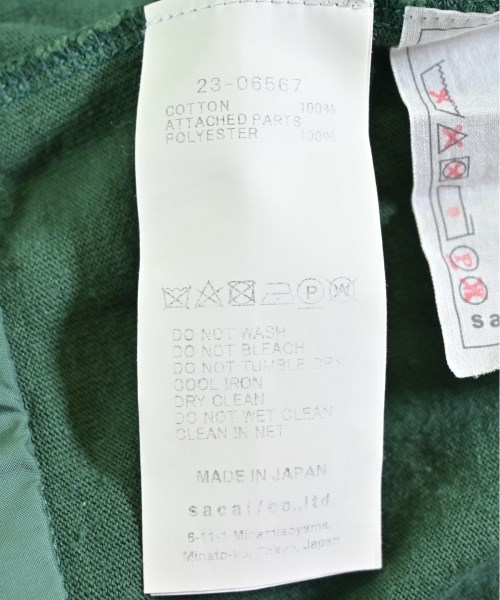 23-06567
COTTON 100%
ATTACHED PARTS
POLYESTER 100%
P W
DO NOT WASH
DO NOT BLEACH
DO NOT TUMBLE DRY
COOL IRON
DRY CLEAN
DO NOT WET CLEAN
CLEAN IN NET
MADE IN JAPAN
sacai/co.,ltd.
6-11-1 Minamiaoyama,
Minato-ku, Tokyo, Japan
P
sa